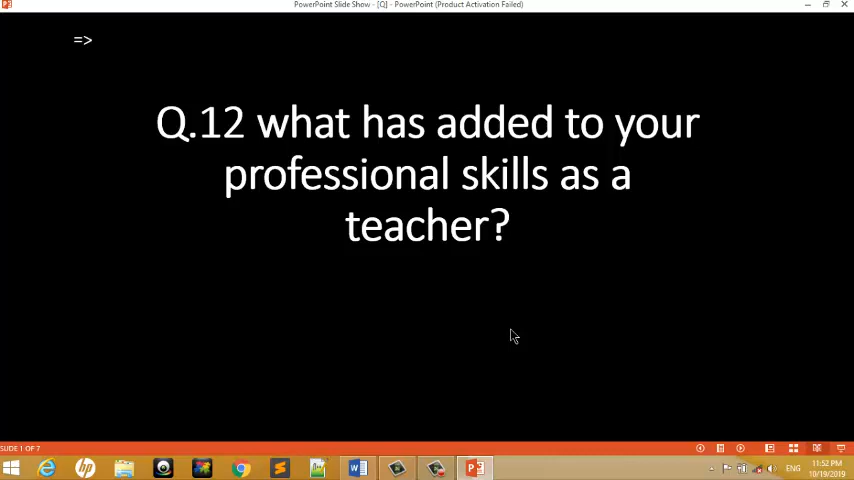 PowerPoint Slide Show - [Q] - PowerPoint (Product Activation Failed)
=>
Q.12 what has added to your
professional skills as a
teacher?
SLIDE 1 OF 7
ENG
11:52 PM
10/19/2019